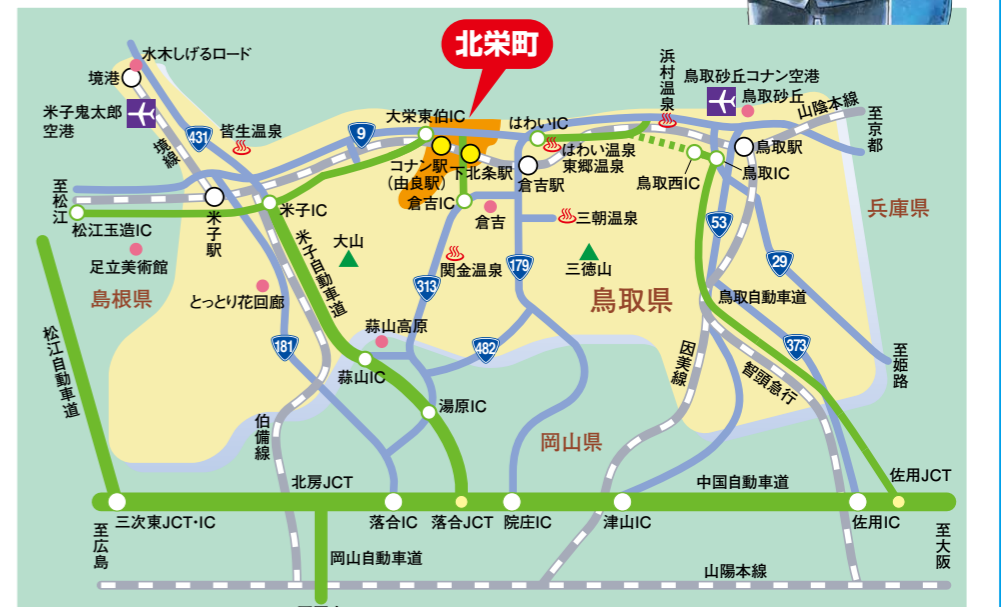 北栄町
水木しげるロード
境港
米子鬼太郎
空港
境線
431
皆生温泉
9
大栄東伯IC
コナン駅
(由良駅)
下北条駅
はわいIC
はわい温泉
東郷温泉
倉吉駅
倉吉IC
倉吉
浜村温泉
鳥取砂丘コナン空港
鳥取砂丘
山陰本線
至京都
鳥取駅
鳥取IC
鳥取西IC
兵庫県
至松江
松江玉造IC
足立美術館
島根県
米子駅
米子IC
米子自動車道
大山
とっとり花回廊
関金温泉
三朝温泉
三徳山
鳥取県
313
179
53
29
鳥取自動車道
373
智頭急行
因美線
至姫路
松江自動車道
181
482
蒜山高原
蒜山IC
湯原IC
岡山県
伯備線
北房JCT
中国自動車道
佐用JCT
三次東JCT・IC
落合IC
落合JCT
院庄IC
津山IC
佐用IC
至広島
至大阪
岡山自動車道
山陽本線